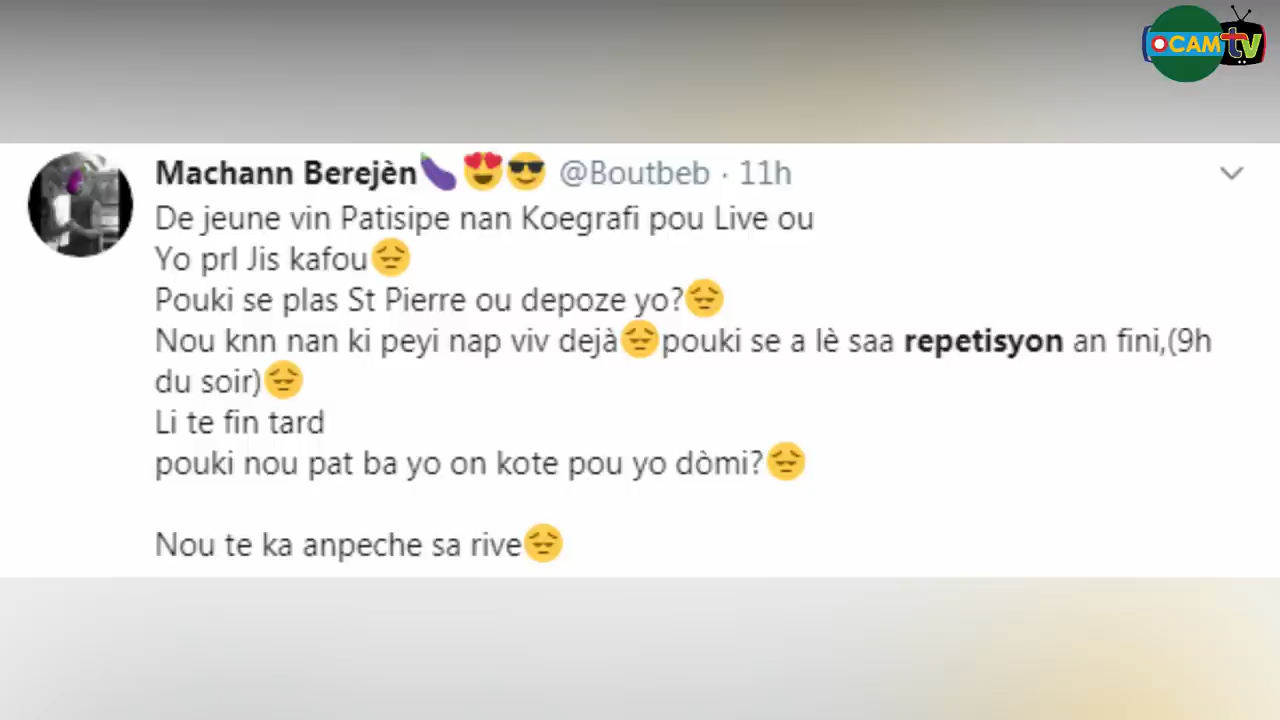 OCAM tv
Machann Berejèn🍆😍😎 @Boutbeb · 11h
De jeune vin Patisipe nan Koegrafi pou Live ou
Yo prl Jis kafou😔
Pouki se plas St Pierre ou depoze yo?😔
Nou knn nan ki peyi nap viv dejà😔pouki se a lè saa repetisyon an fini,(9h
du soir)😔
Li te fin tard
pouki nou pat ba yo on kote pou yo dòmi?😔
Nou te ka anpeche sa rive😔